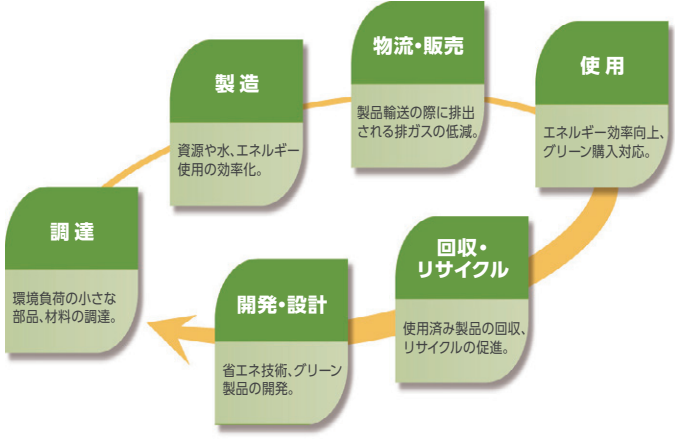 調達
環境負荷の小さな
部品、材料の調達。
製造
資源や水、エネルギー
使用の効率化。
物流・販売
製品輸送の際に排出
される排ガスの低減。
使用
エネルギー効率向上、
グリーン購入対応。
回収・
リサイクル
使用済み製品の回収、
リサイクルの促進。
開発・設計
省エネ技術、グリーン
製品の開発。